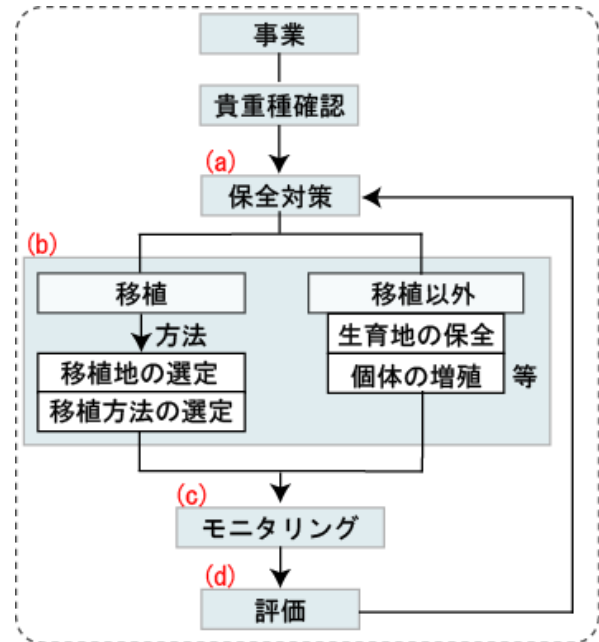 事業
貴重種確認
(a)
保全対策
(b)
移植
移植以外
方法
生育地の保全
移植地の選定
個体の増殖 等
移植方法の選定
(c)
モニタリング
(d)
評価